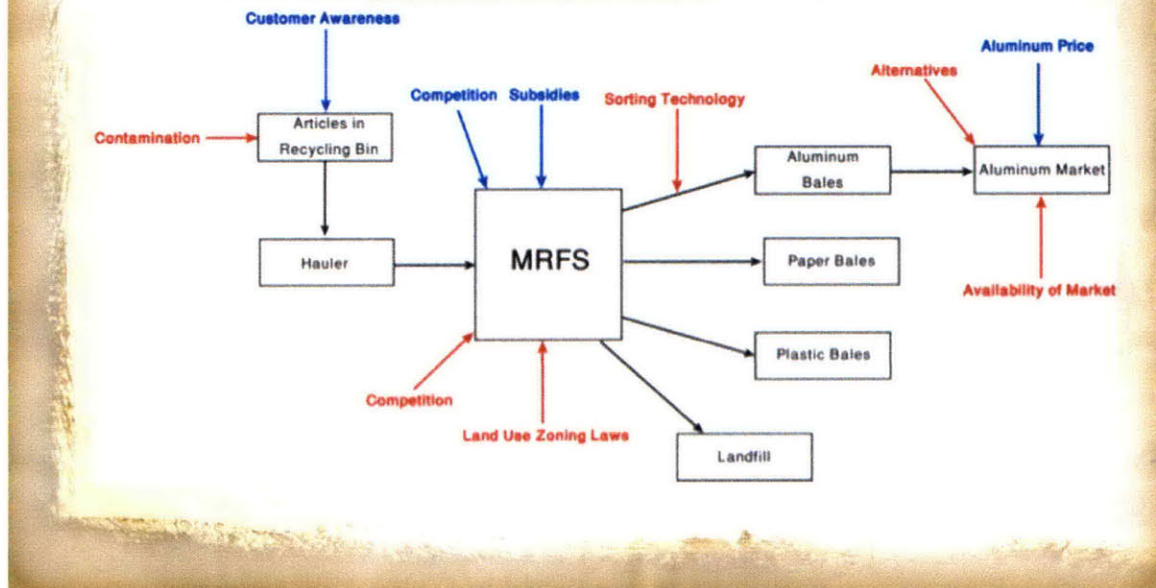 Customer Awareness
Aluminum Price
Alternatives
Competition
Subsidies
Sorting Technology
Contamination
Articles in
Recycling Bin
Aluminum
Bales
Aluminum Market
Hauler
MRFS
Paper Bales
Availability of Market
Plastic Bales
Competition
Land Use Zoning Laws
Landfill